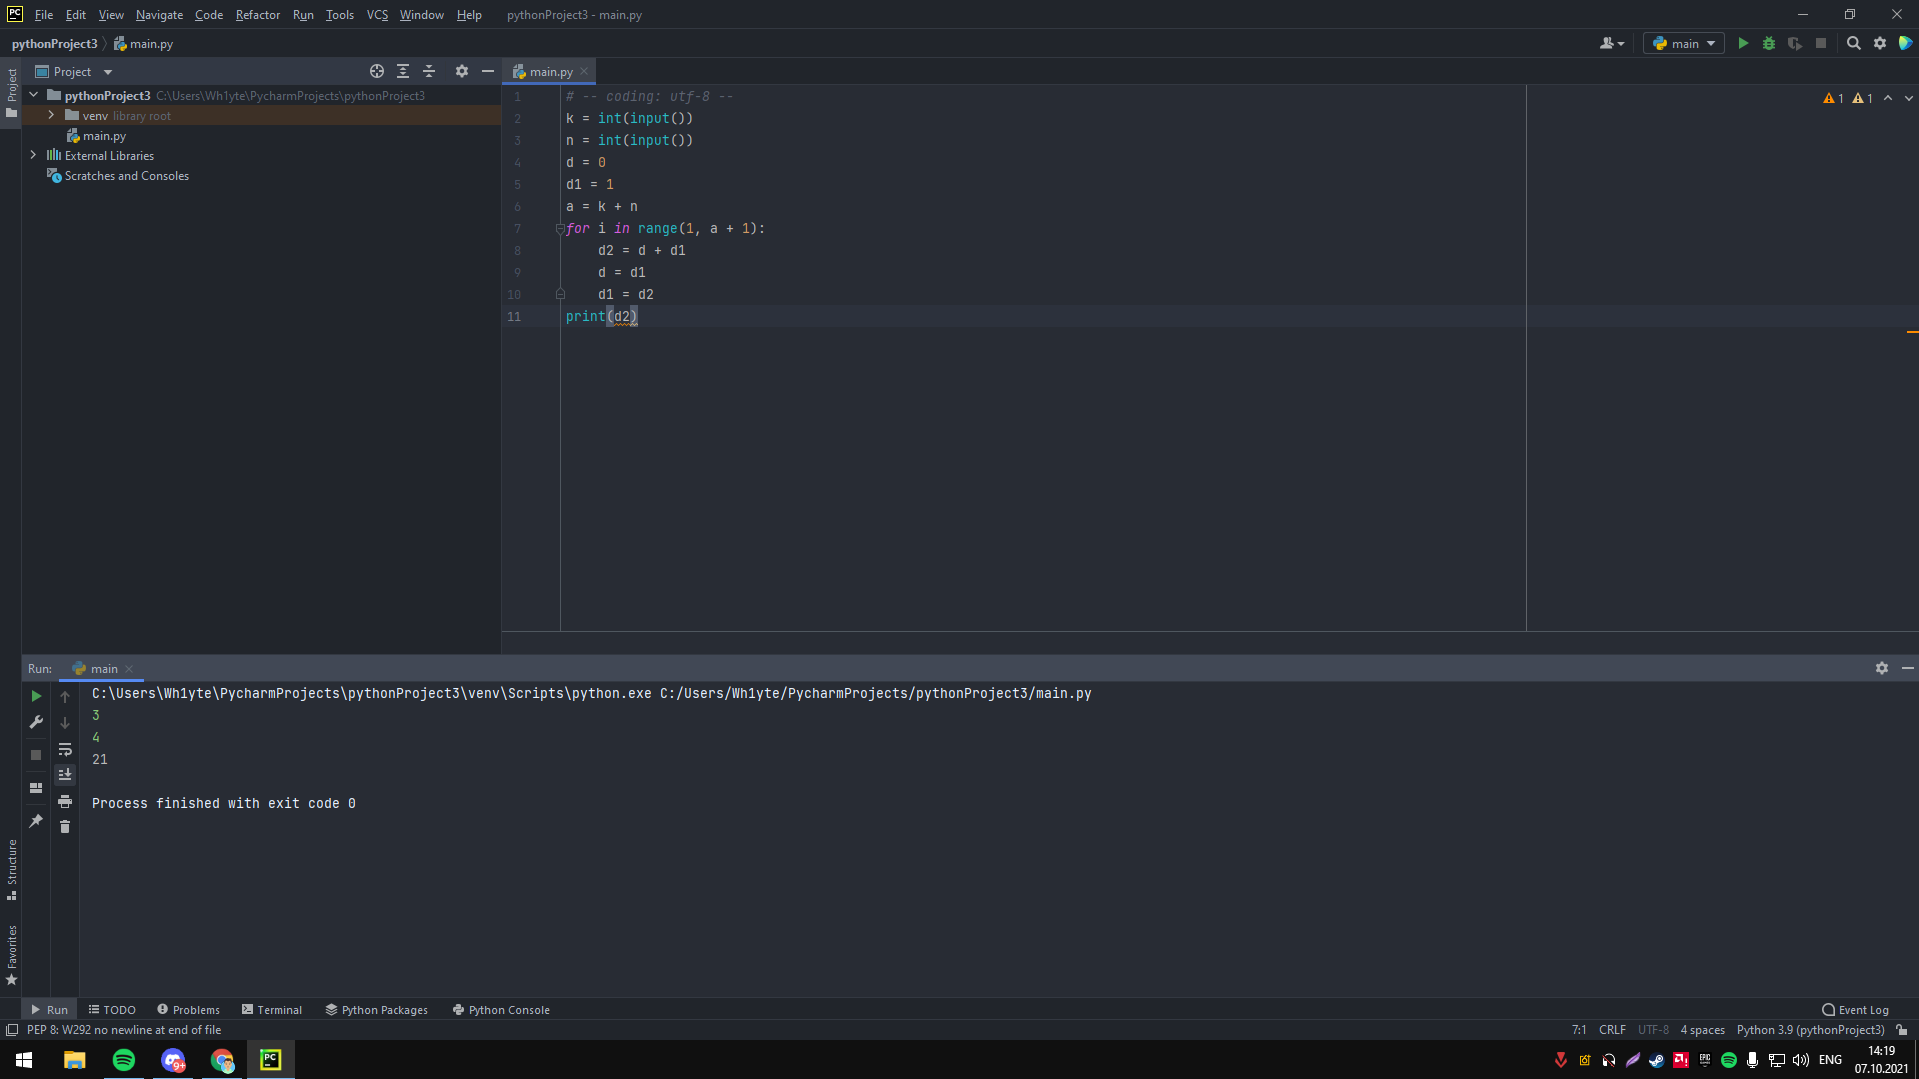 PC File Edit View Navigate Code Refactor Run Tools VCS Window Help pythonProject3 - main.py
pythonProject3 main.py
main
Project
main.py
pythonProject3 C:\Users\Wh1yte\PycharmProjects\pythonProject3
venv library root
main.py
External Libraries
Scratches and Consoles
Project
1 # -- coding: utf-8 --
2 k = int(input())
3 n = int(input())
4 d = 0
5 d1 = 1
6 a = k + n
7 for i in range(1, a + 1):
8 d2 = d + d1
9 d = d1
10 d1 = d2
11 print(d2)
1 1
Run: main
C:\Users\Wh1yte\PycharmProjects\pythonProject3\venv\Scripts\python.exe C:/Users/Wh1yte/PycharmProjects/pythonProject3/main.py
3
4
21
Process finished with exit code 0
Structure
Favorites
Run TODO Problems Terminal Python Packages Python Console Event Log
PEP 8: W292 no newline at end of file 7:1 CRLF UTF-8 4 spaces Python 3.9 (pythonProject3)
9+ PC EPIC ENG 14:19
07.10.2021